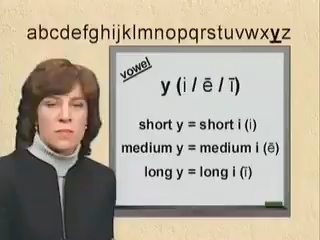 abcdefghijklmnopqrstuvwxyz
vowel
y (i / ē / ī)
short y = short i (i)
medium y = medium i (ē)
long y = long i (ī)